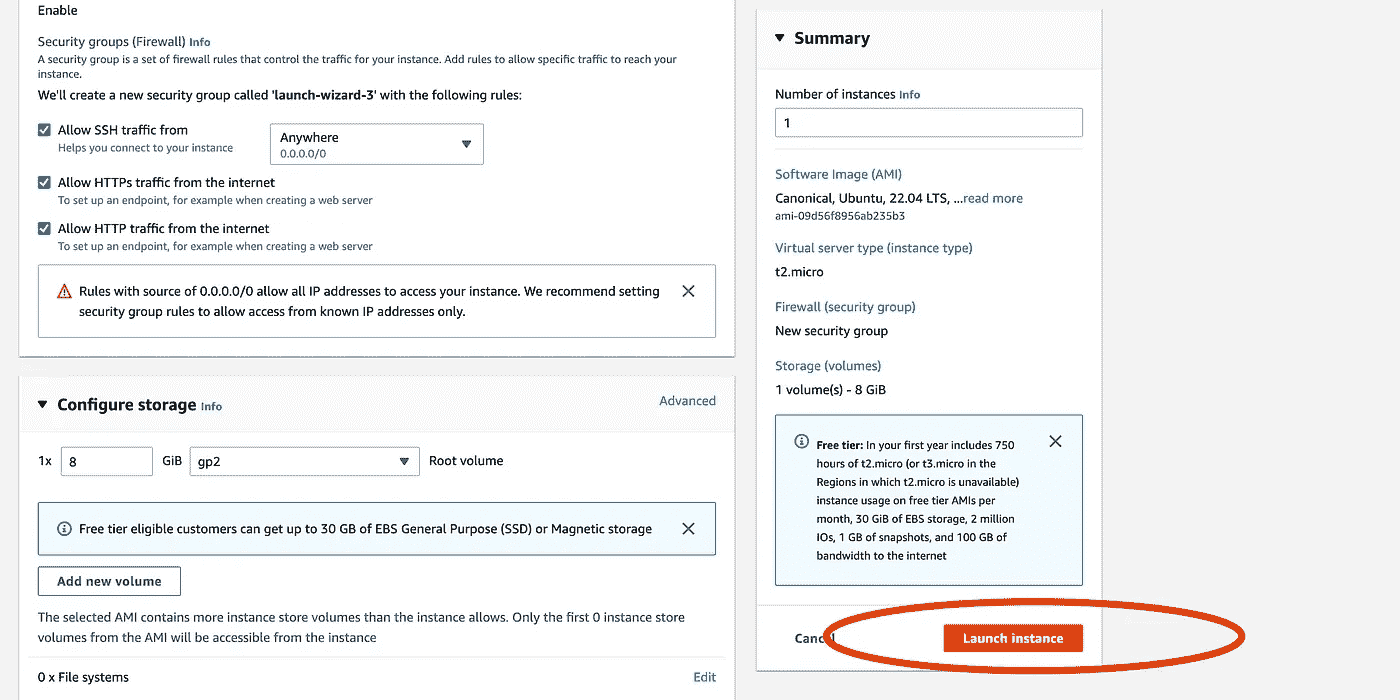 Enable
Security groups (Firewall) Info
A security group is a set of firewall rules that control the traffic for your instance. Add rules to allow specific traffic to reach your
instance.
We'll create a new security group called 'launch-wizard-3' with the following rules:
Allow SSH traffic from
Helps you connect to your instance
Anywhere
0.0.0.0/0
Allow HTTPs traffic from the internet
To set up an endpoint, for example when creating a web server
Allow HTTP traffic from the internet
To set up an endpoint, for example when creating a web server
Rules with source of 0.0.0.0/0 allow all IP addresses to access your instance. We recommend setting
security group rules to allow access from known IP addresses only.
Configure storage Info
Advanced
1x 8 GiB gp2 Root volume
Free tier eligible customers can get up to 30 GB of EBS General Purpose (SSD) or Magnetic storage
Add new volume
The selected AMI contains more instance store volumes than the instance allows. Only the first 0 instance store
volumes from the AMI will be accessible from the instance
0 x File systems
Edit
Summary
Number of instances Info
1
Software Image (AMI)
Canonical, Ubuntu, 22.04 LTS, ...read more
ami-09d56f8956ab235b3
Virtual server type (instance type)
t2.micro
Firewall (security group)
New security group
Storage (volumes)
1 volume(s) - 8 GiB
Free tier: In your first year includes 750
hours of t2.micro (or t3.micro in the
Regions in which t2.micro is unavailable)
instance usage on free tier AMIs per
month, 30 GiB of EBS storage, 2 million
IOs, 1 GB of snapshots, and 100 GB of
bandwidth to the internet
Cancel
Launch instance